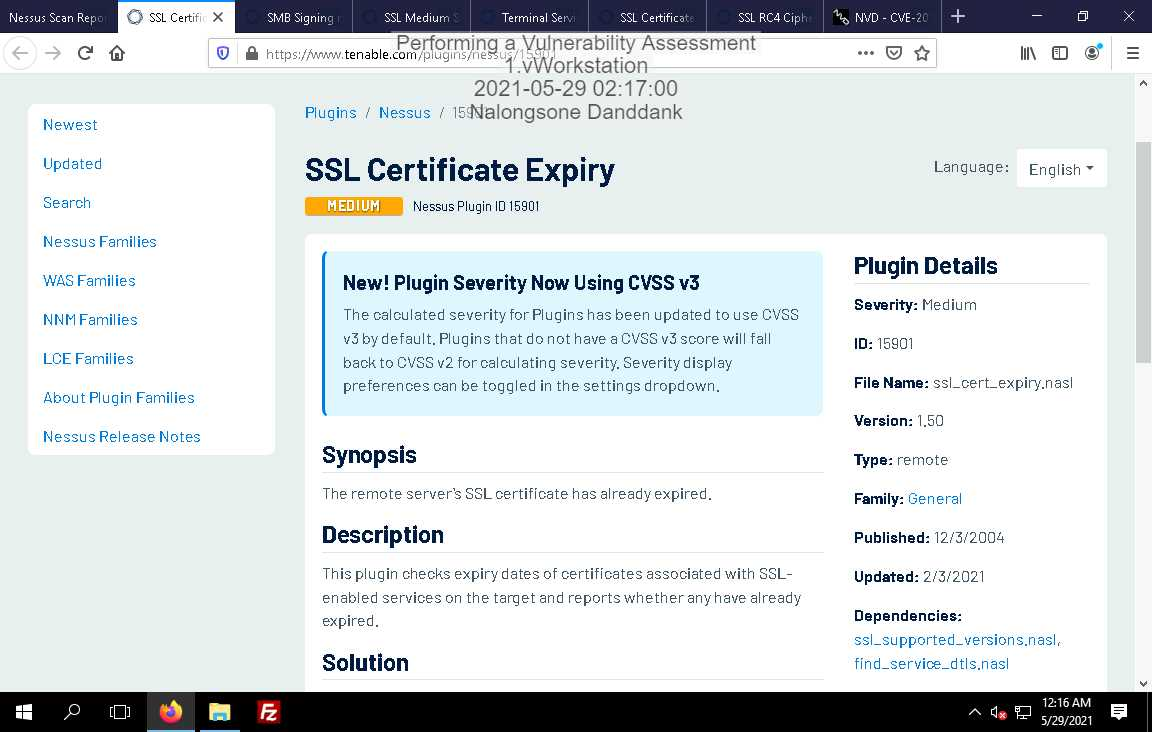 Nessus Scan Repo
SSL Certific
SMB Signing r
SSL Medium S
Terminal Servi
SSL Certificate
SSL RC4 Ciphe
NVD - CVE-20
https://www.tenable.com/plugins/nessus/15901
Performing a Vulnerability Assessment
1.vWorkstation
2021-05-29 02:17:00
Nalongsone Danddank
Newest
Updated
Search
Nessus Families
WAS Families
NNM Families
LCE Families
About Plugin Families
Nessus Release Notes
Plugins / Nessus / 15901
SSL Certificate Expiry
Language: English
MEDIUM Nessus Plugin ID 15901
New! Plugin Severity Now Using CVSS v3
The calculated severity for Plugins has been updated to use CVSS
v3 by default. Plugins that do not have a CVSS v3 score will fall
back to CVSS v2 for calculating severity. Severity display
preferences can be toggled in the settings dropdown.
Synopsis
The remote server's SSL certificate has already expired.
Description
This plugin checks expiry dates of certificates associated with SSL-
enabled services on the target and reports whether any have already
expired.
Solution
Plugin Details
Severity: Medium
ID: 15901
File Name: ssl_cert_expiry.nasl
Version: 1.50
Type: remote
Family: General
Published: 12/3/2004
Updated: 2/3/2021
Dependencies:
ssl_supported_versions.nasl,
find_service_dtls.nasl
12:16 AM
5/29/2021